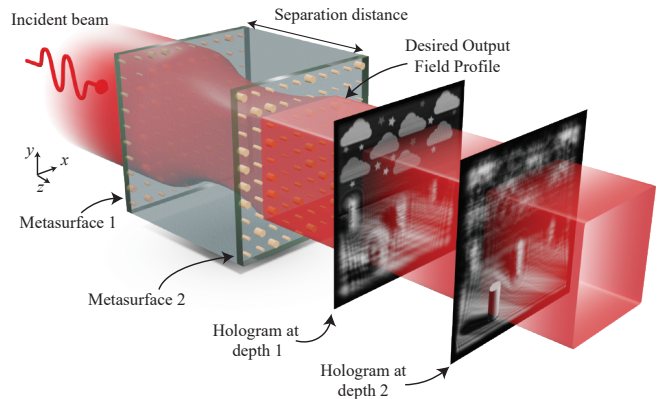 Incident beam
Separation distance
Desired Output
Field Profile
y
x
z
Metasurface 1
Metasurface 2
Hologram at
depth 1
Hologram at
depth 2